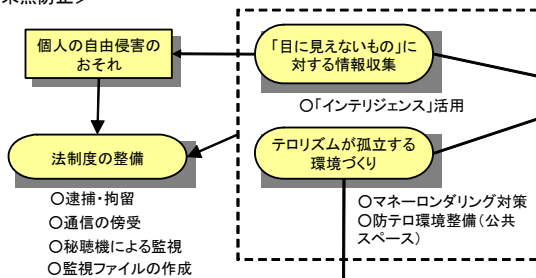 未然防止>
個人の自由侵害の
おそれ
「目に見えないもの」に
対する情報収集
○「インテリジェンス」活用
法制度の整備
テロリズムが孤立する
環境づくり
○逮捕・拘留
○通信の傍受
○秘聴機による監視
○監視ファイルの作成
○マネーロンダリング対策
○防テロ環境整備(公共
スペース)